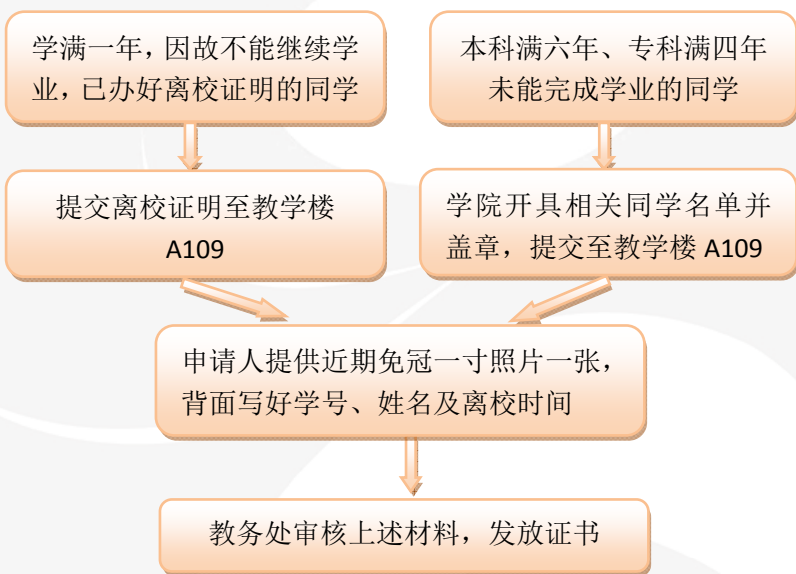 学满一年，因故不能继续学
业，已办好离校证明的同学
本科满六年、专科满四年
未能完成学业的同学
提交离校证明至教学楼
A109
学院开具相关同学名单并
盖章，提交至教学楼 A109
申请人提供近期免冠一寸照片一张，
背面写好学号、姓名及离校时间
教务处审核上述材料，发放证书